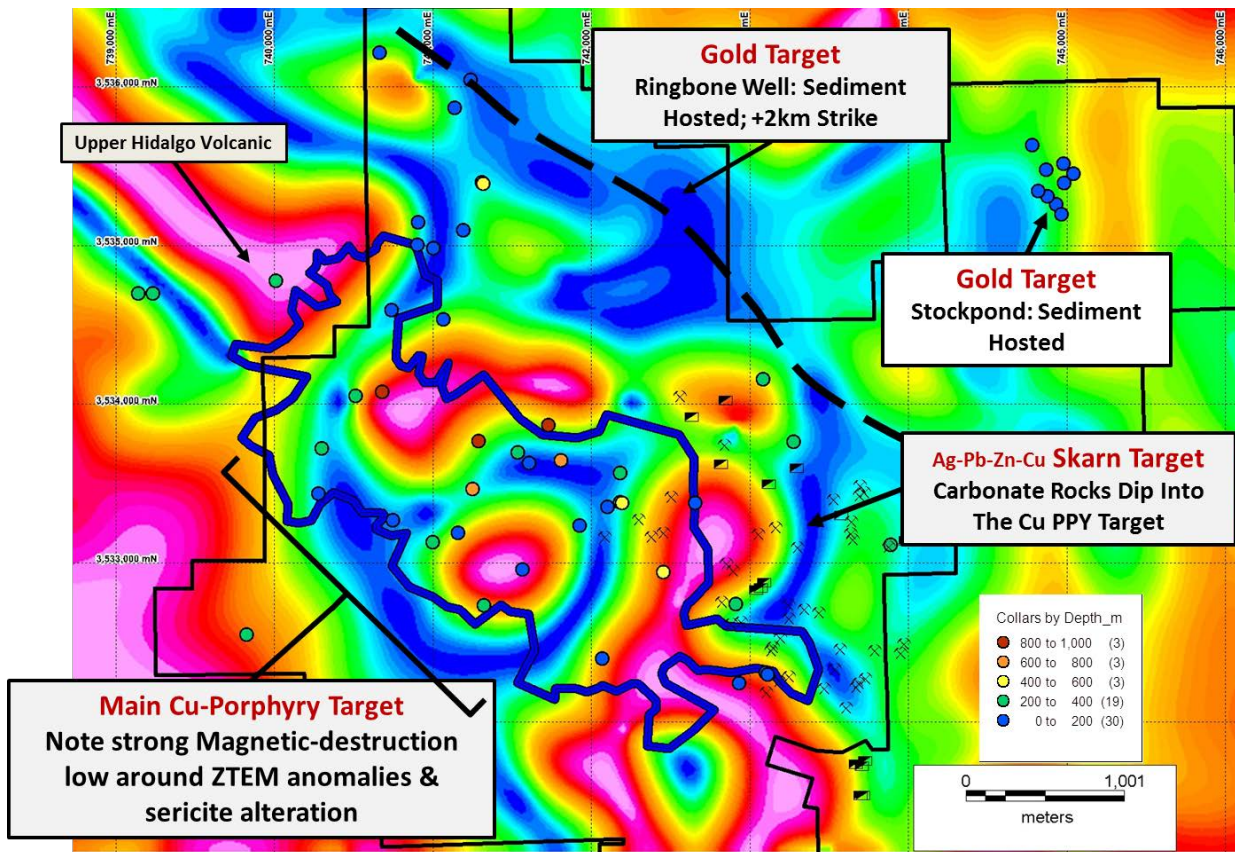 739,000 mE
740,000 mE
742,000 mE
745,000 mE
746,000 mE
3,536,000 mN
3,535,000 mN
3,534,000 mN
3,533,000 mN
Gold Target
Ringbone Well: Sediment
Hosted; +2km Strike
Upper Hidalgo Volcanic
Gold Target
Stockpond: Sediment
Hosted
Ag-Pb-Zn-Cu Skarn Target
Carbonate Rocks Dip Into
The Cu PPY Target
Main Cu-Porphyry Target
Note strong Magnetic-destruction
low around ZTEM anomalies &
sericite alteration
Collars by Depth_m
800 to 1,000 (3)
600 to 800 (3)
400 to 600 (3)
200 to 400 (19)
0 to 200 (30)
0 1,001
meters